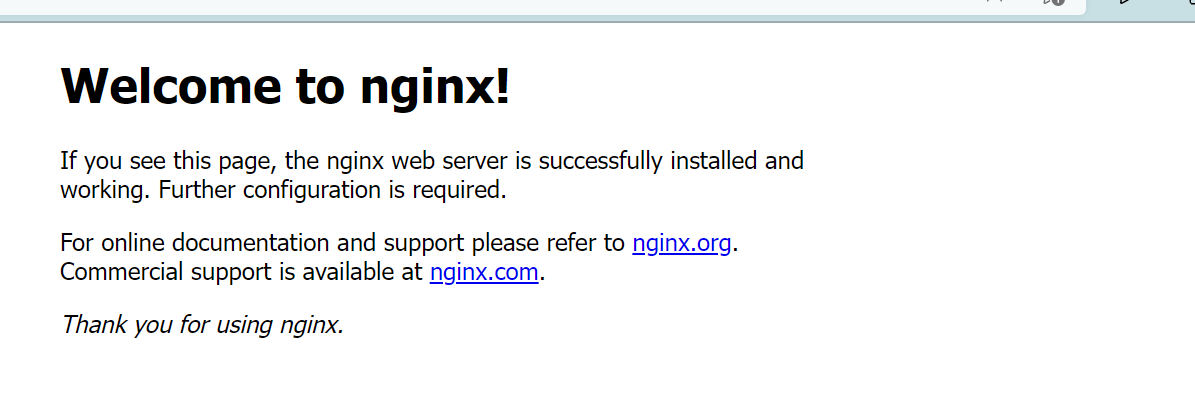 Welcome to nginx!
If you see this page, the nginx web server is successfully installed and
working. Further configuration is required.
For online documentation and support please refer to nginx.org.
Commercial support is available at nginx.com.
Thank you for using nginx.